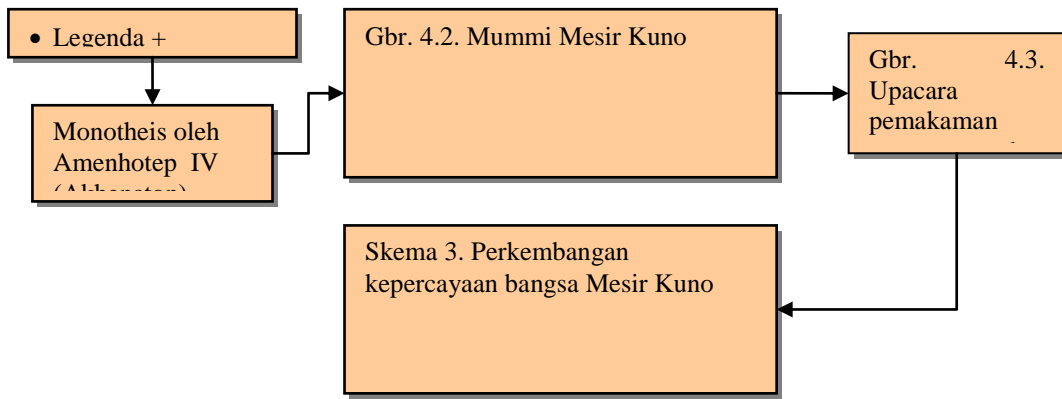 • Legenda +
Monotheis oleh
Amenhotep IV
Gbr. 4.2. Mummi Mesir Kuno
Gbr. 4.3.
Upacara
pemakaman
Skema 3. Perkembangan
kepercayaan bangsa Mesir Kuno